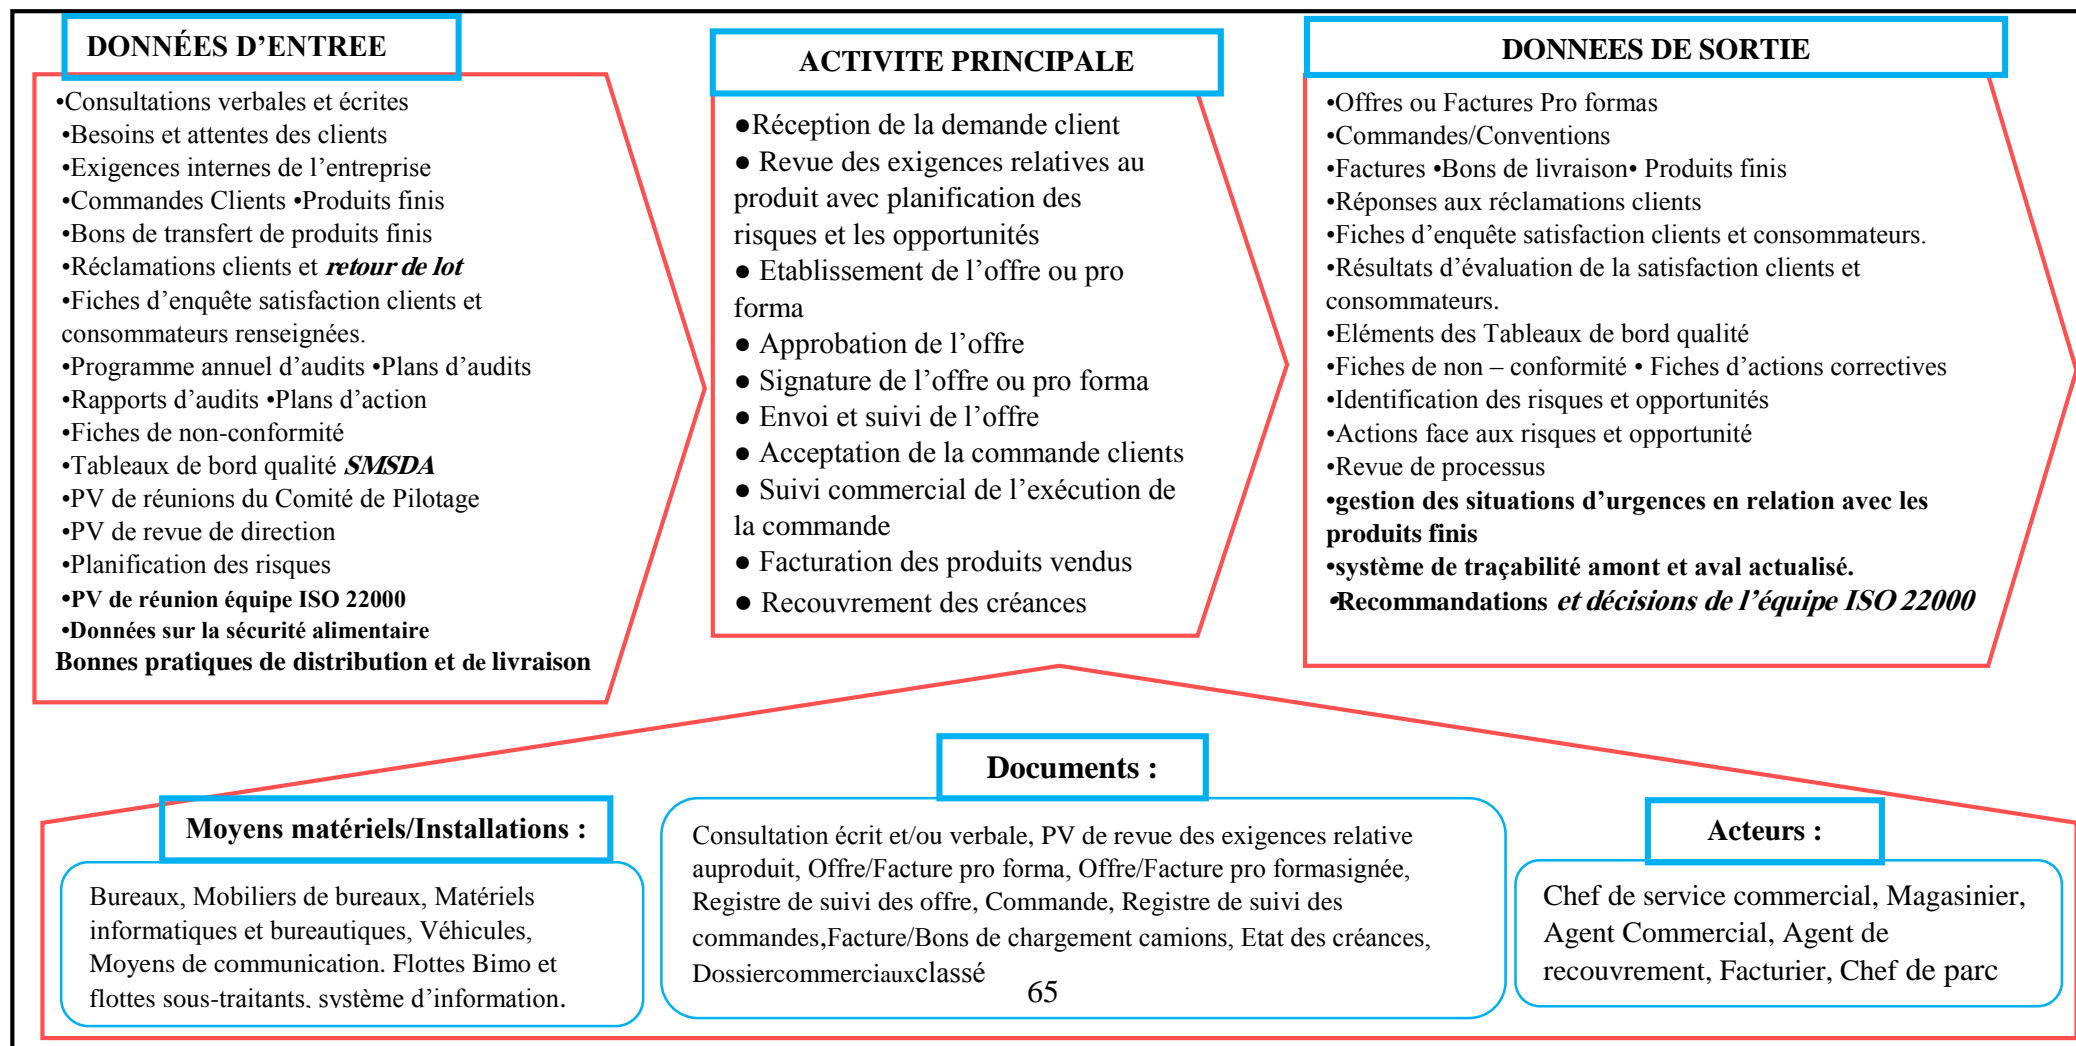 DONNÉES D’ENTREE
•Consultations verbales et écrites
•Besoins et attentes des clients
•Exigences internes de l’entreprise
•Commandes Clients •Produits finis
•Bons de transfert de produits finis
•Réclamations clients et retour de lot
•Fiches d’enquête satisfaction clients et
consommateurs renseignées.
•Programme annuel d’audits •Plans d’audits
•Rapports d’audits •Plans d’action
•Fiches de non-conformité
•Tableaux de bord qualité SMSDA
•PV de réunions du Comité de Pilotage
•PV de revue de direction
•Planification des risques
•PV de réunion équipe ISO 22000
•Données sur la sécurité alimentaire
Bonnes pratiques de distribution et de livraison
ACTIVITE PRINCIPALE
●Réception de la demande client
● Revue des exigences relatives au
produit avec planification des
risques et les opportunités
● Etablissement de l’offre ou pro
forma
● Approbation de l’offre
● Signature de l’offre ou pro forma
● Envoi et suivi de l’offre
● Acceptation de la commande clients
● Suivi commercial de l’exécution de
la commande
● Facturation des produits vendus
● Recouvrement des créances
DONNEES DE SORTIE
•Offres ou Factures Pro formas
•Commandes/Conventions
•Factures •Bons de livraison• Produits finis
•Réponses aux réclamations clients
•Fiches d’enquête satisfaction clients et consommateurs.
•Résultats d’évaluation de la satisfaction clients et
consommateurs.
•Eléments des Tableaux de bord qualité
•Fiches de non – conformité • Fiches d’actions correctives
•Identification des risques et opportunités
•Actions face aux risques et opportunité
•Revue de processus
•gestion des situations d’urgences en relation avec les
produits finis
•système de traçabilité amont et aval actualisé.
•Recommandations et décisions de l’équipe ISO 22000
Moyens matériels/Installations :
Bureaux, Mobiliers de bureaux, Matériels
informatiques et bureautiques, Véhicules,
Moyens de communication. Flottes Bimo et
flottes sous-traitants, système d’information.
Documents :
Consultation écrit et/ou verbale, PV de revue des exigences relative
auproduit, Offre/Facture pro forma, Offre/Facture pro formasignée,
Registre de suivi des offre, Commande, Registre de suivi des
commandes,Facture/Bons de chargement camions, Etat des créances,
Dossiercommerciauxclassé
65
Acteurs :
Chef de service commercial, Magasinier,
Agent Commercial, Agent de
recouvrement, Facturier, Chef de parc